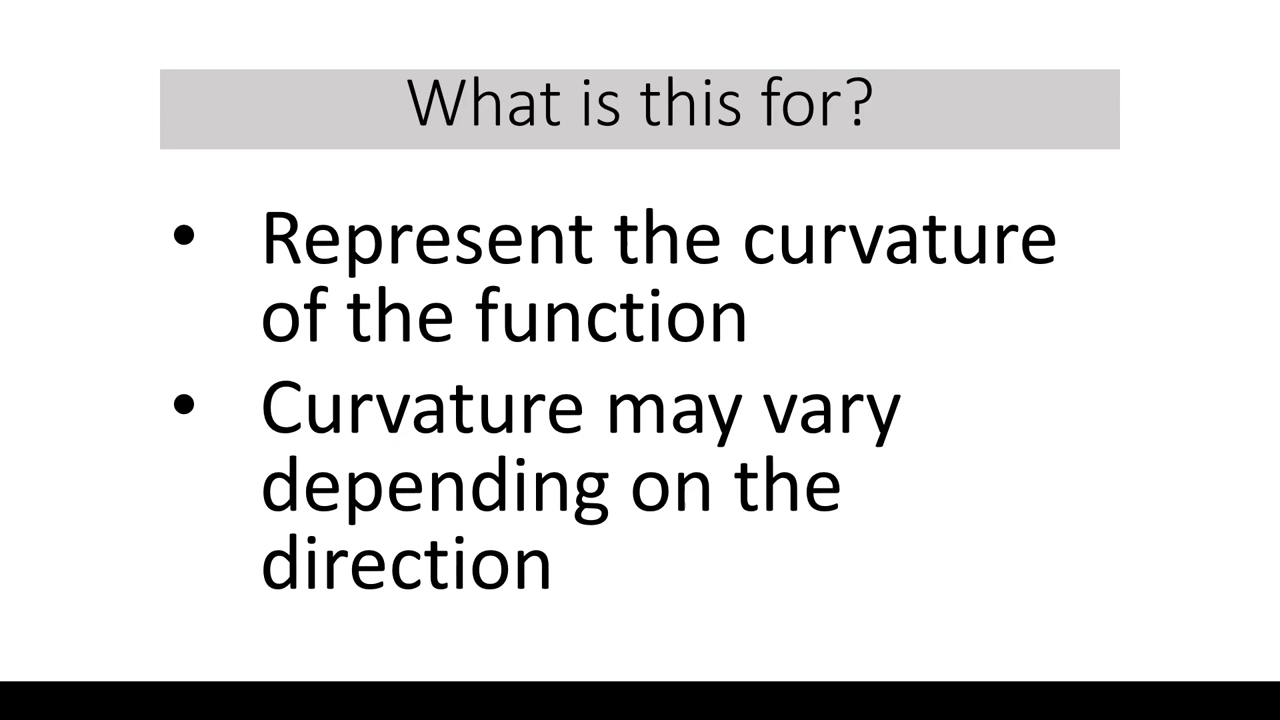 What is this for?
• Represent the curvature
of the function
• Curvature may vary
depending on the
direction